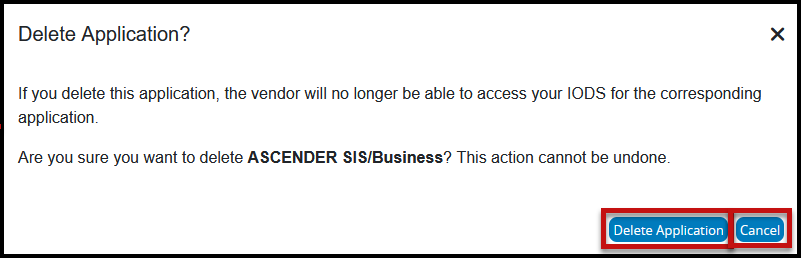 Delete Application?
If you delete this application, the vendor will no longer be able to access your IODS for the corresponding
application.
Are you sure you want to delete ASCENDER SIS/Business? This action cannot be undone.
Delete Application Cancel